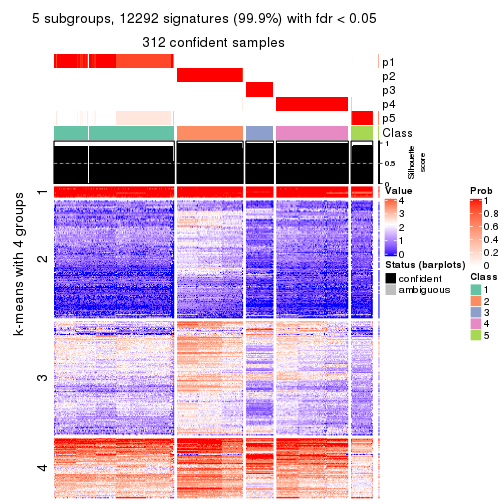 5 subgroups, 12292 signatures (99.9%) with fdr < 0.05
312 confident samples
p1
p2
p3
p4
p5
Class
1
0.5
0
Silhouette
score
k-means with 4 groups
1
2
3
4
Value
4
3
2
1
0
Status (barplots)
confident
ambiguous
Prob
1
0.8
0.6
0.4
0.2
0
Class
1
2
3
4
5